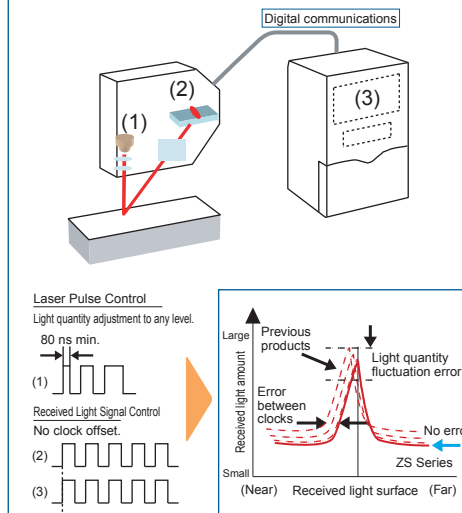 Digital communications
(1)
(2)
(3)
Laser Pulse Control
Light quantity adjustment to any level.
80 ns min.
(1)
Received Light Signal Control
No clock offset.
(2)
(3)
Received light amount
Large
Small
Previous
products
Light quantity
fluctuation error
Error
between
clocks
No erro
ZS Series
(Near)
Received light surface
(Far)